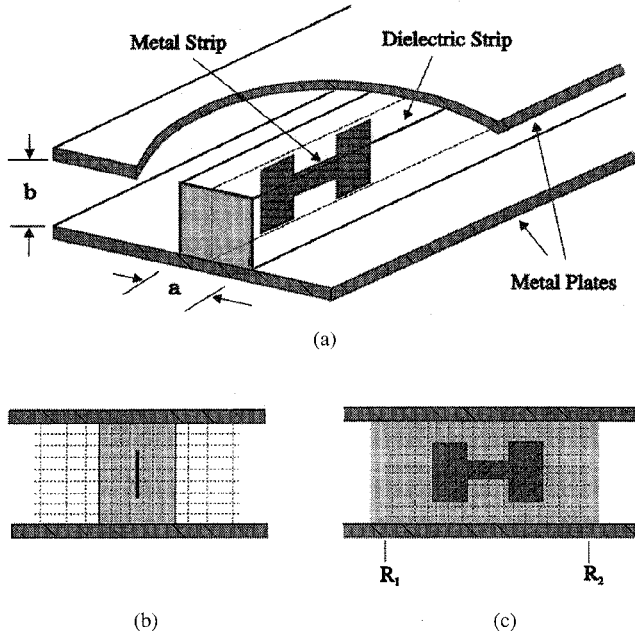 Metal Strip
Dielectric Strip
b
a
Metal Plates
(a)
R₁
R₂
(b)
(c)